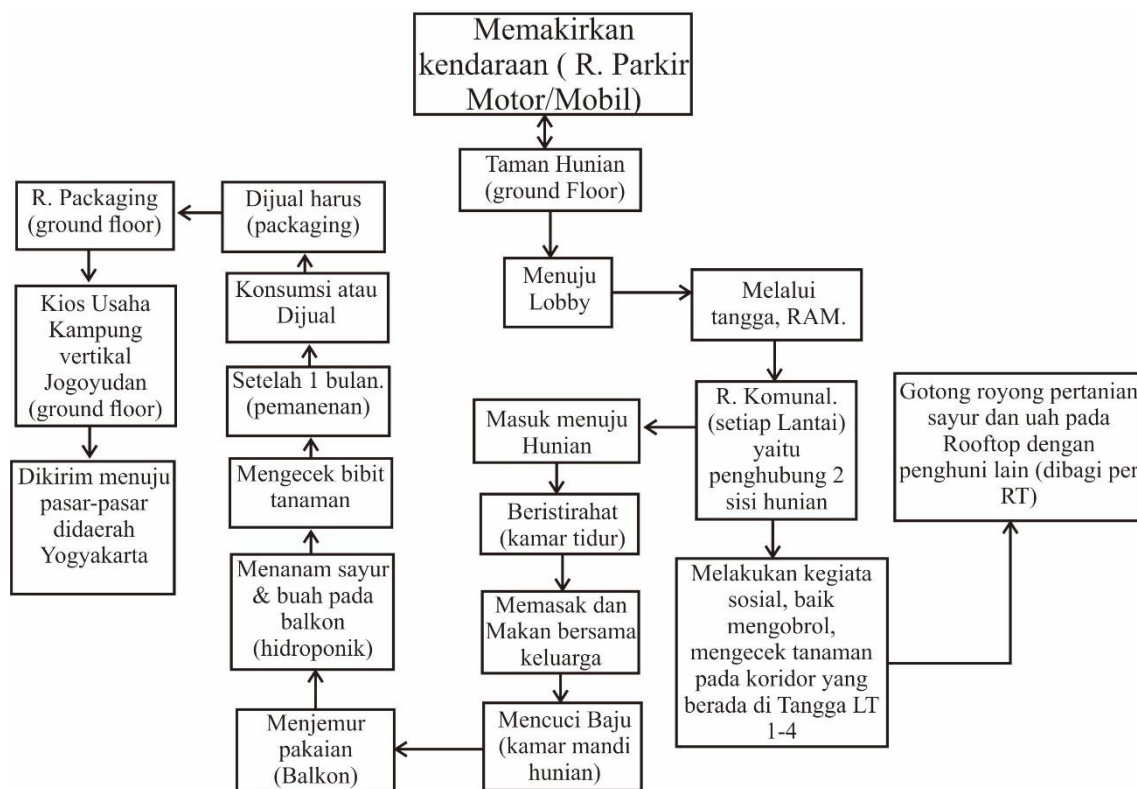 Memakirkan
kendaraan ( R. Parkir
Motor/Mobil)
Taman Hunian
(ground Floor)
Menuju
Lobby
Melalui
tangga, RAM.
R. Komunal.
(setiap Lantai)
yaitu
penghubung 2
sisi hunian
Gotong royong pertanian
sayur dan uah pada
Rooftop dengan
penghuni lain (dibagi per
RT)
Melakukan kegiata
sosial, baik
mengobrol,
mengecek tanaman
pada koridor yang
berada di Tangga LT
1-4
Masuk menuju
Hunian
Beristirahat
(kamar tidur)
Memasak dan
Makan bersama
keluarga
Mencuci Baju
(kamar mandi
hunian)
Menjemur
pakaian
(Balkon)
Menanam sayur
& buah pada
balkon
(hidroponik)
Mengecek bibit
tanaman
Setelah 1 bulan.
(pemanenan)
Konsumsi atau
Dijual
Dijual harus
(packaging)
R. Packaging
(ground floor)
Kios Usaha
Kampung
vertikal
Jogoyudan
(ground floor)
Dikirim menuju
pasar-pasar
didaerah
Yogyakarta